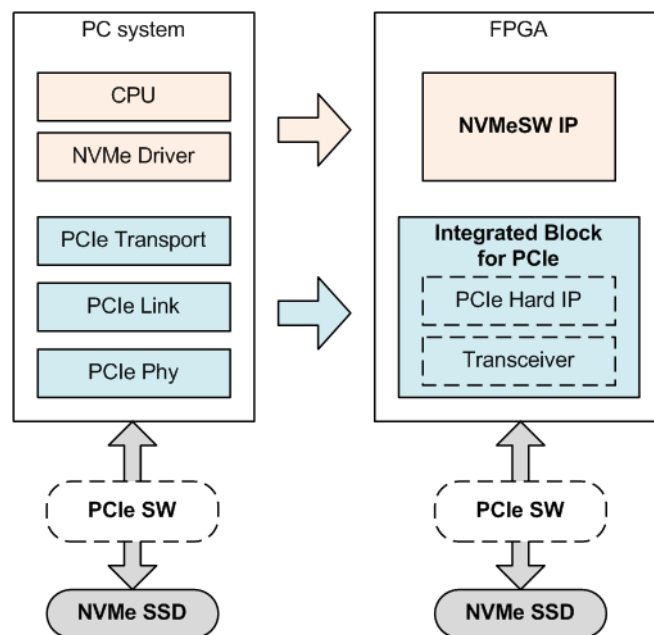 PC system
CPU
NVMe Driver
PCIe Transport
PCIe Link
PCIe Phy
PCIe SW
NVMe SSD
FPGA
NVMeSW IP
Integrated Block
for PCIe
PCIe Hard IP
Transceiver
PCIe SW
NVMe SSD